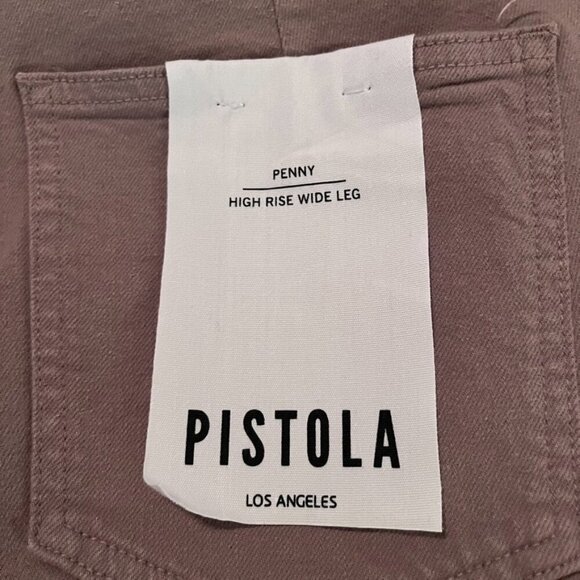 PENNY
HIGH RISE WIDE LEG
PISTOLA
LOS ANGELES